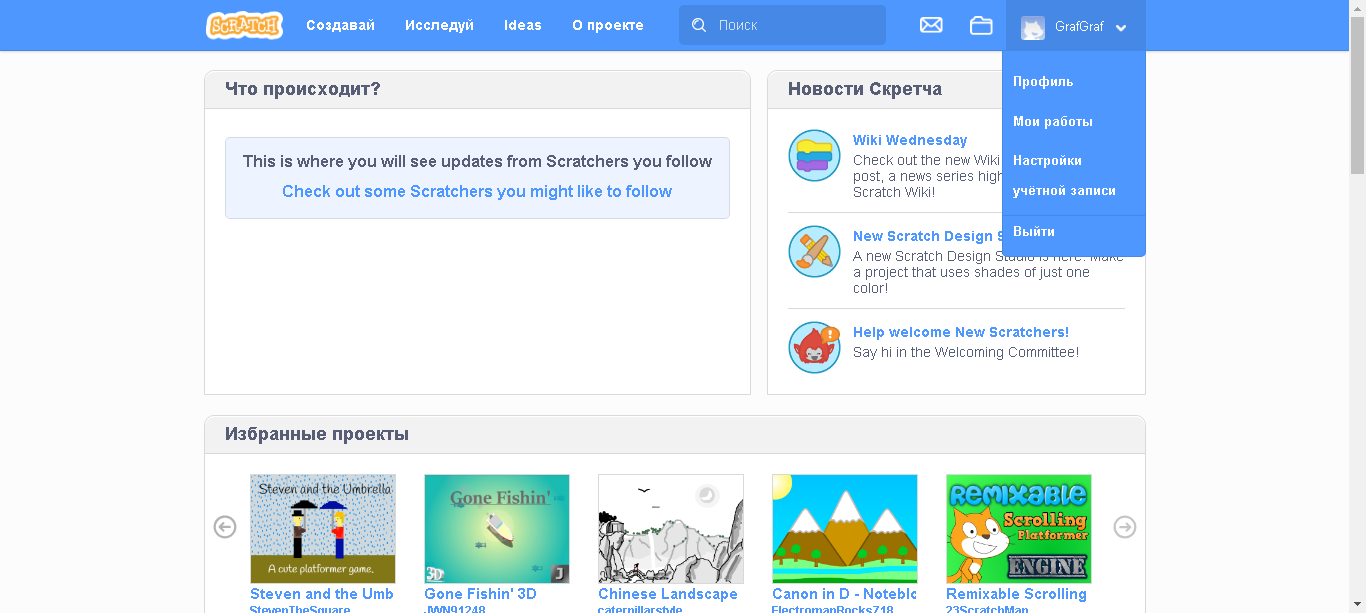 SCRATCH
Создавай
Исследуй
Ideas
О проекте
Поиск
GrafGraf
Профиль
Мои работы
Настройки
учётной записи
Выйти
Что происходит?
This is where you will see updates from Scratchers you follow
Check out some Scratchers you might like to follow
Новости Скретча
Wiki Wednesday
Check out the new Wiki
post, a news series
Scratch Wiki!
New Scratch Design
A new Scratch Design Studio is here: Make
a project that uses shades of just one
color!
Help welcome New Scratchers!
Say hi in the Welcoming Committee!
Избранные проекты
Steven and the Umbrella
A cute platformer game.
Gone Fishin'
3D
J
REMIXABLE
Scrolling
Platformer
ENGINE
Steven and the Umb
Gone Fishin' 3D
Chinese Landscape
Canon in D - Noteblo
Remixable Scrolling
StevenTheSquare
JWN91248
caterpillarstyle
ElectromanRocks718
23ScratchMan